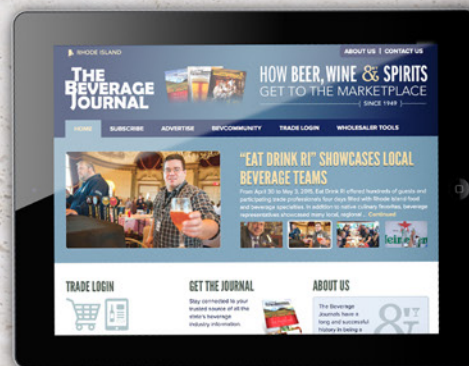 RHODE ISLAND
ABOUT US | CONTACT US
THE
BEVERAGE
JOURNAL
HOW BEER, WINE & SPIRITS
GET TO THE MARKETPLACE
{ SINCE 1949 }
HOME SUBSCRIBE ADVERTISE BEVCOMMUNITY TRADE LOGIN WHOLESALER TOOLS
"EAT DRINK RI" SHOWCASES LOCAL
BEVERAGE TEAMS
From April 30 to May 3, 2015, Eat Drink RI offered hundreds of guests and
participating trade professionals four days filled with Rhode Island food
and beverage specialties. In addition to native culinary favorites, beverage
representatives showcased many local, regional ... Continued
TRADE LOGIN
GET THE JOURNAL
Stay connected to your
trusted source of all the
state's beverage
industry information.
ABOUT US
The Beverage
Journals have a
long and successful
history in being a